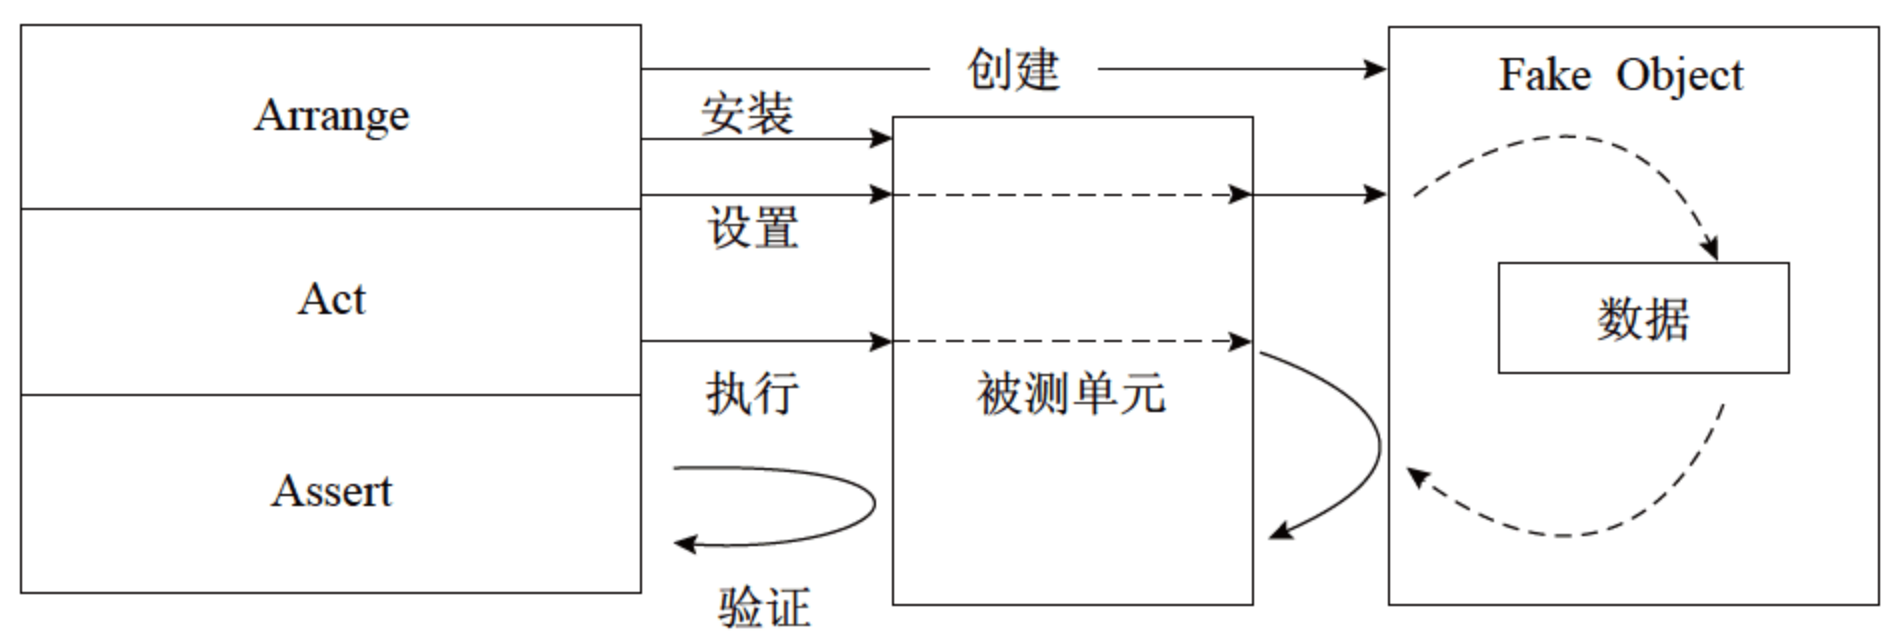 创建
Fake Object
Arrange
安装
设置
Act
数据
执行
被测单元
Assert
验证